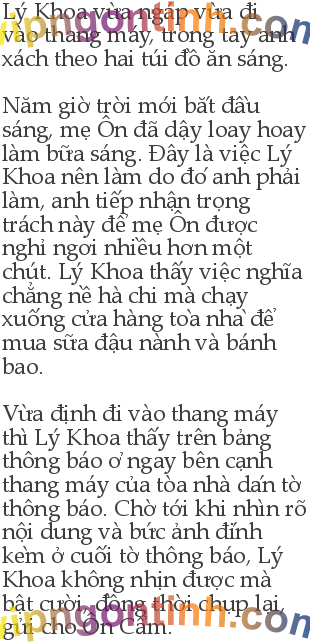 Lý Khoa vừa ngáp vừa đi
vào thang máy, trong tay anh
xách theo hai túi đồ ăn sáng.
Năm giờ trời mới bắt đầu
sáng, mẹ Ôn đã dậy loay hoay
làm bữa sáng. Đây là việc Lý
Khoa nên làm do đó anh phải
làm, anh tiếp nhận trọng
trách này để mẹ Ôn được
nghỉ ngơi nhiều hơn một
chút. Lý Khoa thấy việc nghĩa
chẳng nề hà chi mà chạy
xuống cửa hàng toà nhà để
mua sữa đậu nành và bánh
bao.
Vừa định đi vào thang máy
thì Lý Khoa thấy trên bảng
thông báo ở ngay bên cạnh
thang máy của tòa nhà dán tờ
thông báo. Chờ tới khi nhìn rõ
nội dung và bức ảnh đính
kèm ở cuối tờ thông báo, Lý
Khoa không nhịn được mà
bật cười, đồng thời chụp lại,
gửi cho Ôn Cẩm.
vipngontinh.com
vipngontinh.com